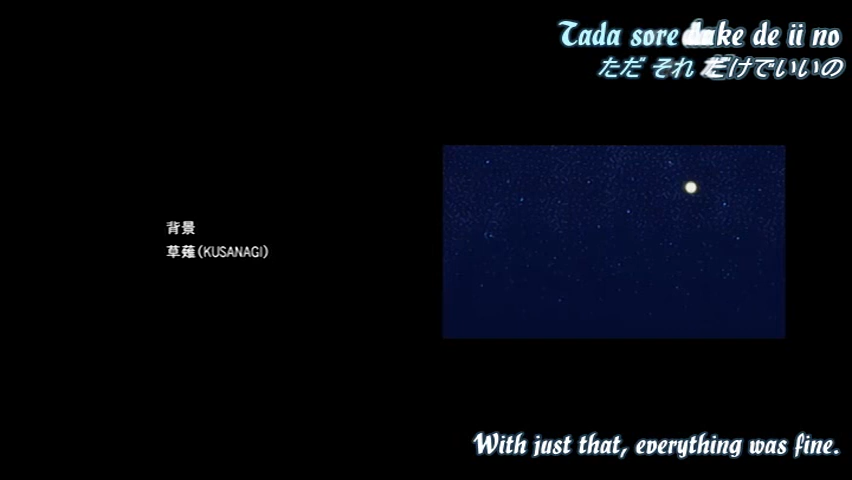 Tada sore dake de ii no
ただ それ だけでいいの
背景
草薙(KUSANAGI)
With just that, everything was fine.